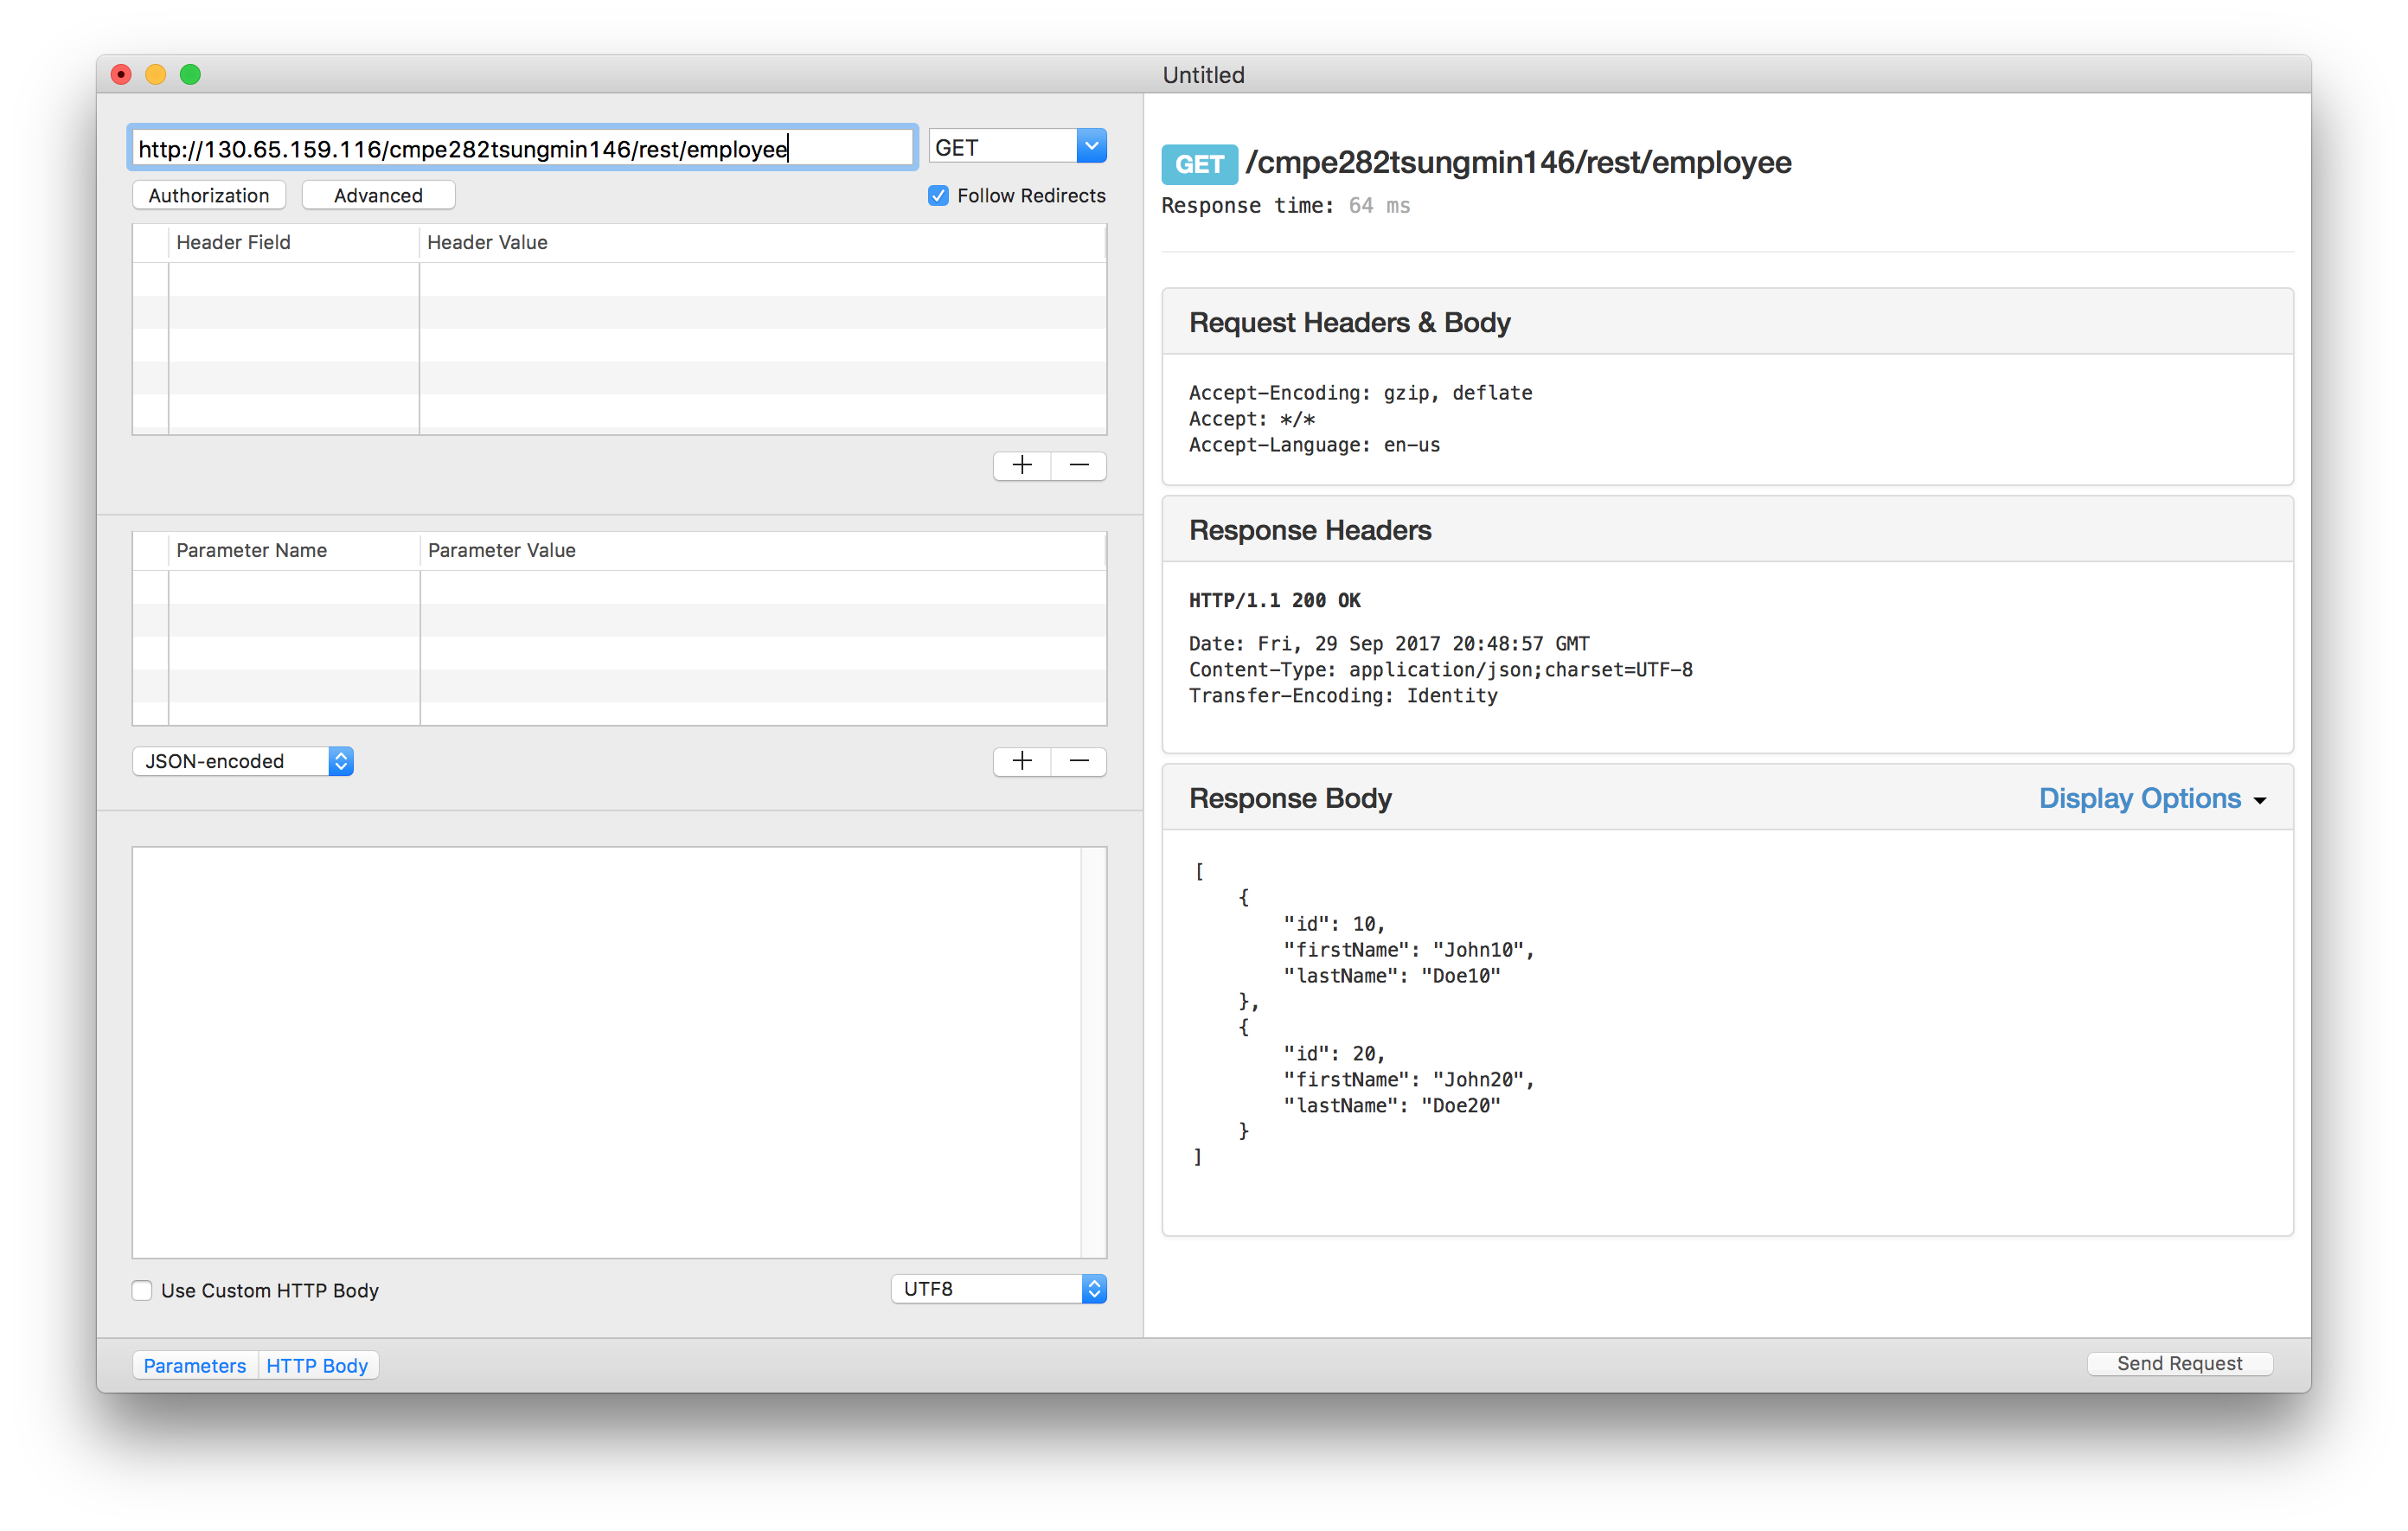 Untitled
http://130.65.159.116/cmpe282tsungmin146/rest/employee
GET
Authorization
Advanced
Follow Redirects
Header Field
Header Value
Parameter Name
Parameter Value
JSON-encoded
Use Custom HTTP Body
UTF8
Parameters
HTTP Body
GET /cmpe282tsungmin146/rest/employee
Response time: 64 ms
Request Headers & Body
Accept-Encoding: gzip, deflate
Accept: */*
Accept-Language: en-us
Response Headers
HTTP/1.1 200 OK
Date: Fri, 29 Sep 2017 20:48:57 GMT
Content-Type: application/json;charset=UTF-8
Transfer-Encoding: Identity
Response Body
Display Options
[
    {
        "id": 10,
        "firstName": "John10",
        "lastName": "Doe10"
    },
    {
        "id": 20,
        "firstName": "John20",
        "lastName": "Doe20"
    }
]
Send Request